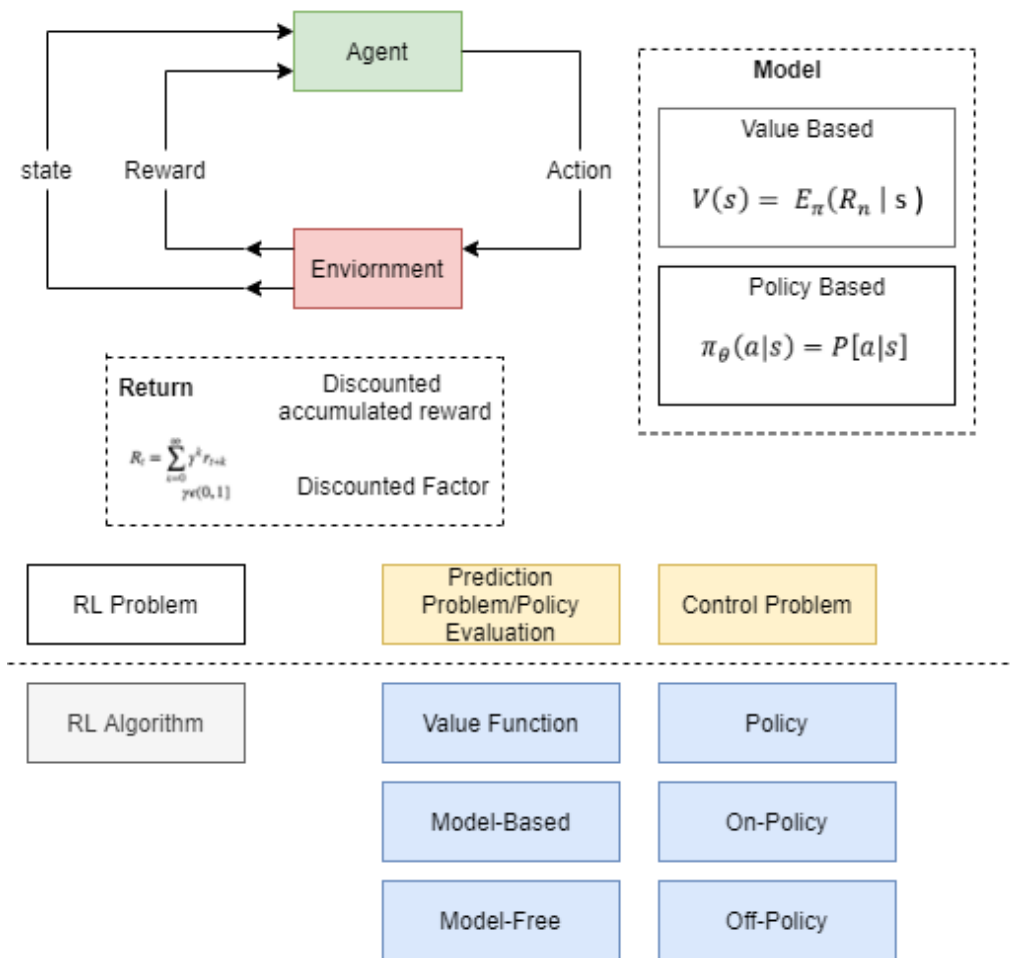 Agent
state
Reward
Action
Enviornment
Model
Value Based
V(s) = E_π(R_n | s )
Policy Based
π_θ(a|s) = P[a|s]
Return
Discounted
accumulated reward
R_t = ∑_{i=0}^{∞} γ^k r_{t+k}
γϵ(0,1]
Discounted Factor
RL Problem
Prediction
Problem/Policy
Evaluation
Control Problem
RL Algorithm
Value Function
Policy
Model-Based
On-Policy
Model-Free
Off-Policy